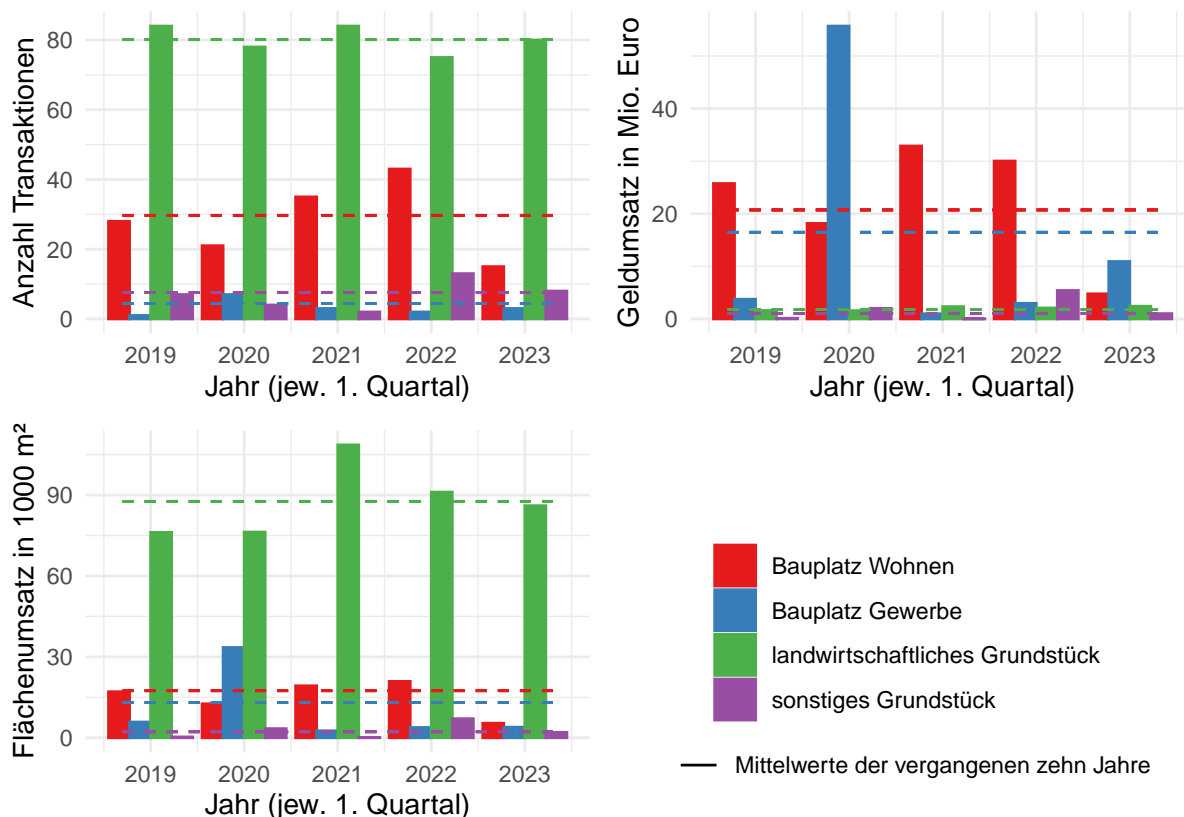 Anzahl Transaktionen
80
60
40
20
0
2019 2020 2021 2022 2023
Jahr (jew. 1. Quartal)
Geldumsatz in Mio. Euro
40
20
0
2019 2020 2021 2022 2023
Jahr (jew. 1. Quartal)
Flächenumsatz in 1000 m²
90
60
30
0
2019 2020 2021 2022 2023
Jahr (jew. 1. Quartal)
Bauplatz Wohnen
Bauplatz Gewerbe
landwirtschaftliches Grundstück
sonstiges Grundstück
Mittelwerte der vergangenen zehn Jahre